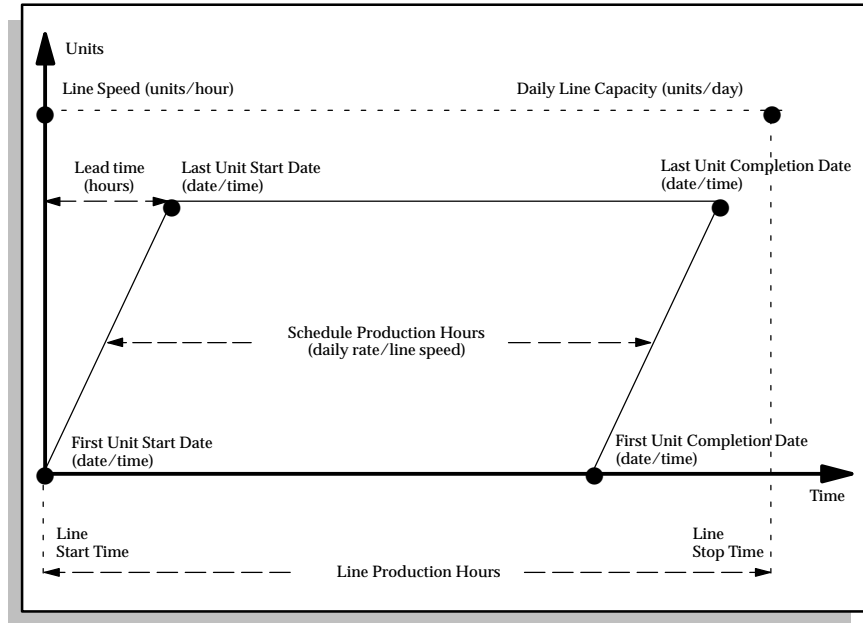 Units
Line Speed (units/hour)
Daily Line Capacity (units/day)
Lead time
(hours)
Last Unit Start Date
(date/time)
Last Unit Completion Date
(date/time)
Schedule Production Hours
(daily rate/line speed)
First Unit Start Date
(date/time)
First Unit Completion Date
(date/time)
Time
Line
Start Time
Line
Stop Time
Line Production Hours